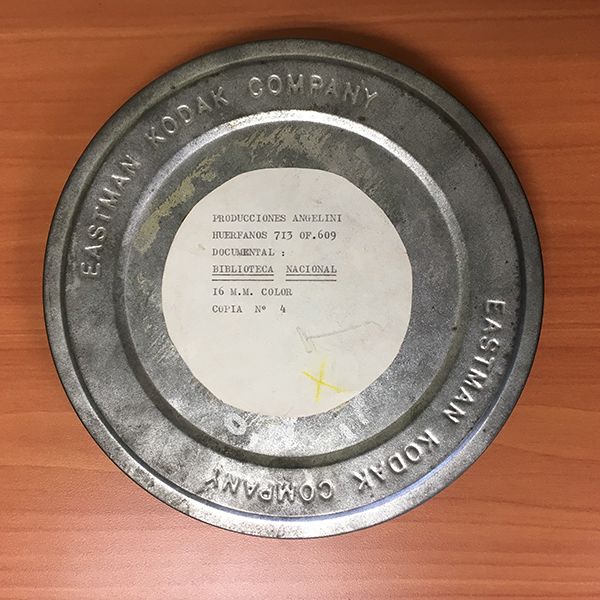 EASTMAN KODAK COMPANY
PRODUCCIONES ANGELINI
HUERFANOS 713 OF.609
DOCUMENTAL :
BIBLIOTECA NACIONAL
16 M.M. COLOR
COPIA Nº 4
EASTMAN KODAK COMPANY